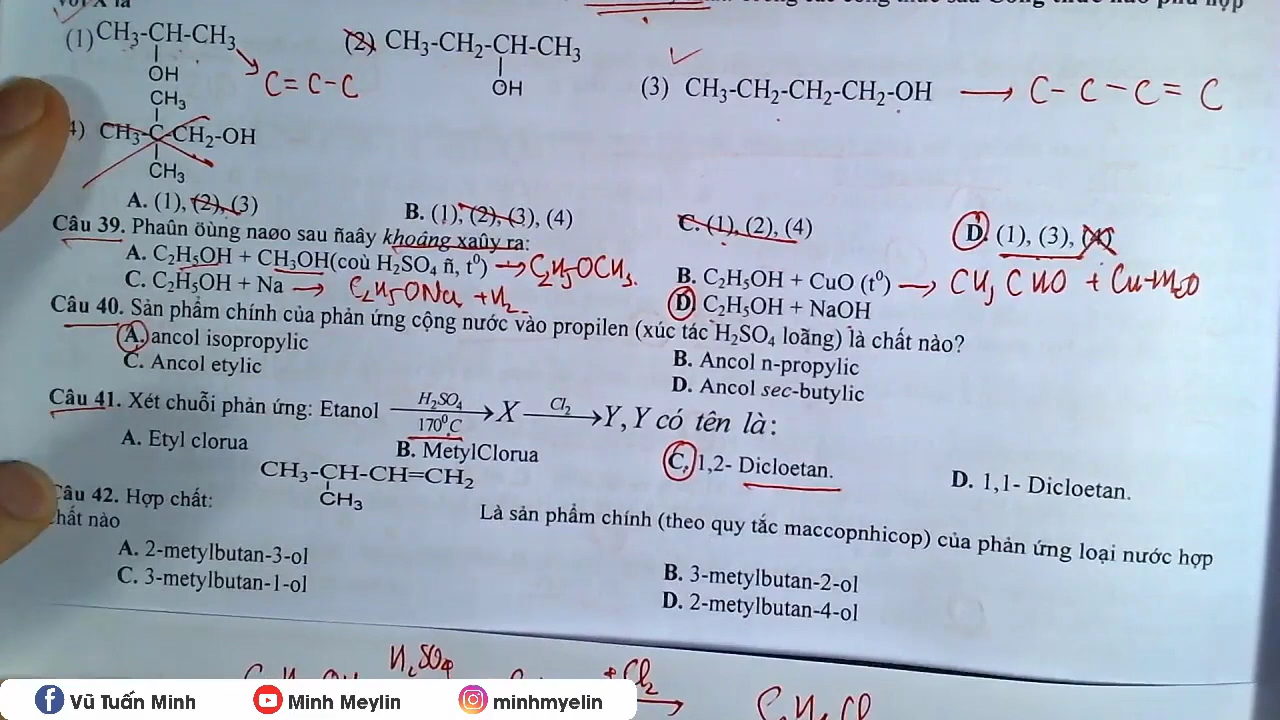 với X là
(1) CH₃-CH-CH₃
OH
C=C-C
(2) CH₃-CH₂-CH-CH₃
OH
(3) CH₃-CH₂-CH₂-CH₂-OH → C-C-C=C
CH₃
4) CH₃-C-CH₂-OH
CH₃
A. (1), (2), (3)
B. (1), (2), (3), (4)
C. (1), (2), (4)
D. (1), (3), (4)
Câu 39. Phaûn öùng naøo sau ñaây khoâng xaûy ra:
A. C₂H₅OH + CH₃OH(coù H₂SO₄ ñ, t⁰) → C₂H₅OCH₃.
B. C₂H₅OH + CuO (t⁰) → CH₃CHO + Cu+H₂O
C. C₂H₅OH + Na → C₂H₅ONa + H₂
D. C₂H₅OH + NaOH
Câu 40. Sản phẩm chính của phản ứng cộng nước vào propilen (xúc tác H₂SO₄ loãng) là chất nào?
A. ancol isopropylic
B. Ancol n-propylic
C. Ancol etylic
D. Ancol sec-butylic
Câu 41. Xét chuỗi phản ứng: Etanol H₂SO₄ 170⁰C → X Cl₂ → Y, Y có tên là:
A. Etyl clorua
B. MetylClorua
C. 1,2- Dicloetan.
D. 1,1- Dicloetan.
CH₃-CH-CH=CH₂
CH₃
Câu 42. Hợp chất:
Là sản phẩm chính (theo quy tắc maccopnhicop) của phản ứng loại nước hợp
chất nào
A. 2-metylbutan-3-ol
B. 3-metylbutan-2-ol
C. 3-metylbutan-1-ol
D. 2-metylbutan-4-ol
H₂SO₄
+Cl₂
Vũ Tuấn Minh
Minh Meylin
minhmyelin